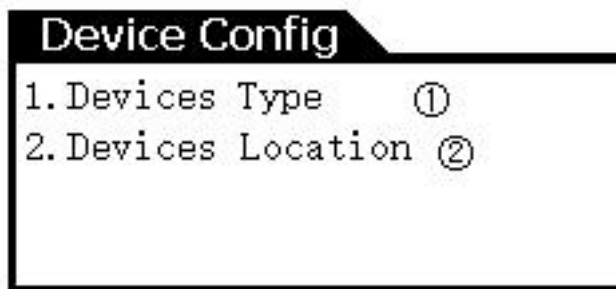 Device Config
1.Devices Type ①
2.Devices Location ②